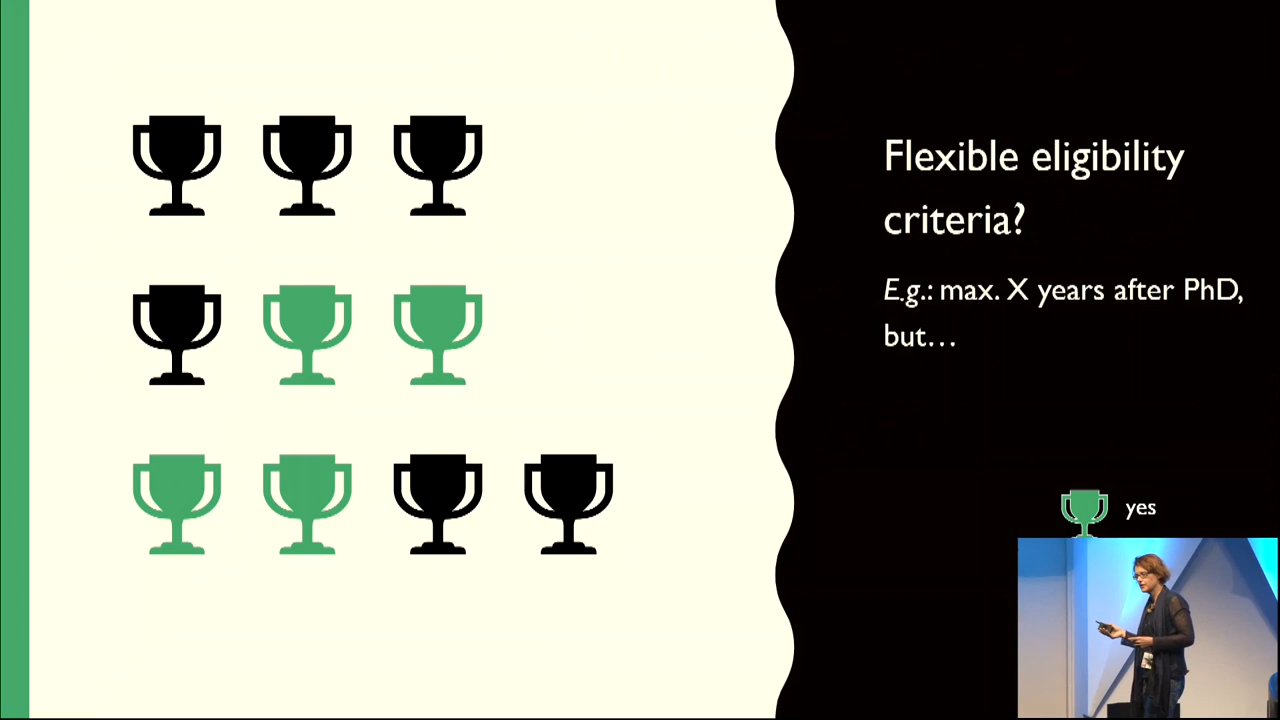 Flexible eligibility
criteria?
E.g.: max. X years after PhD,
but…
yes